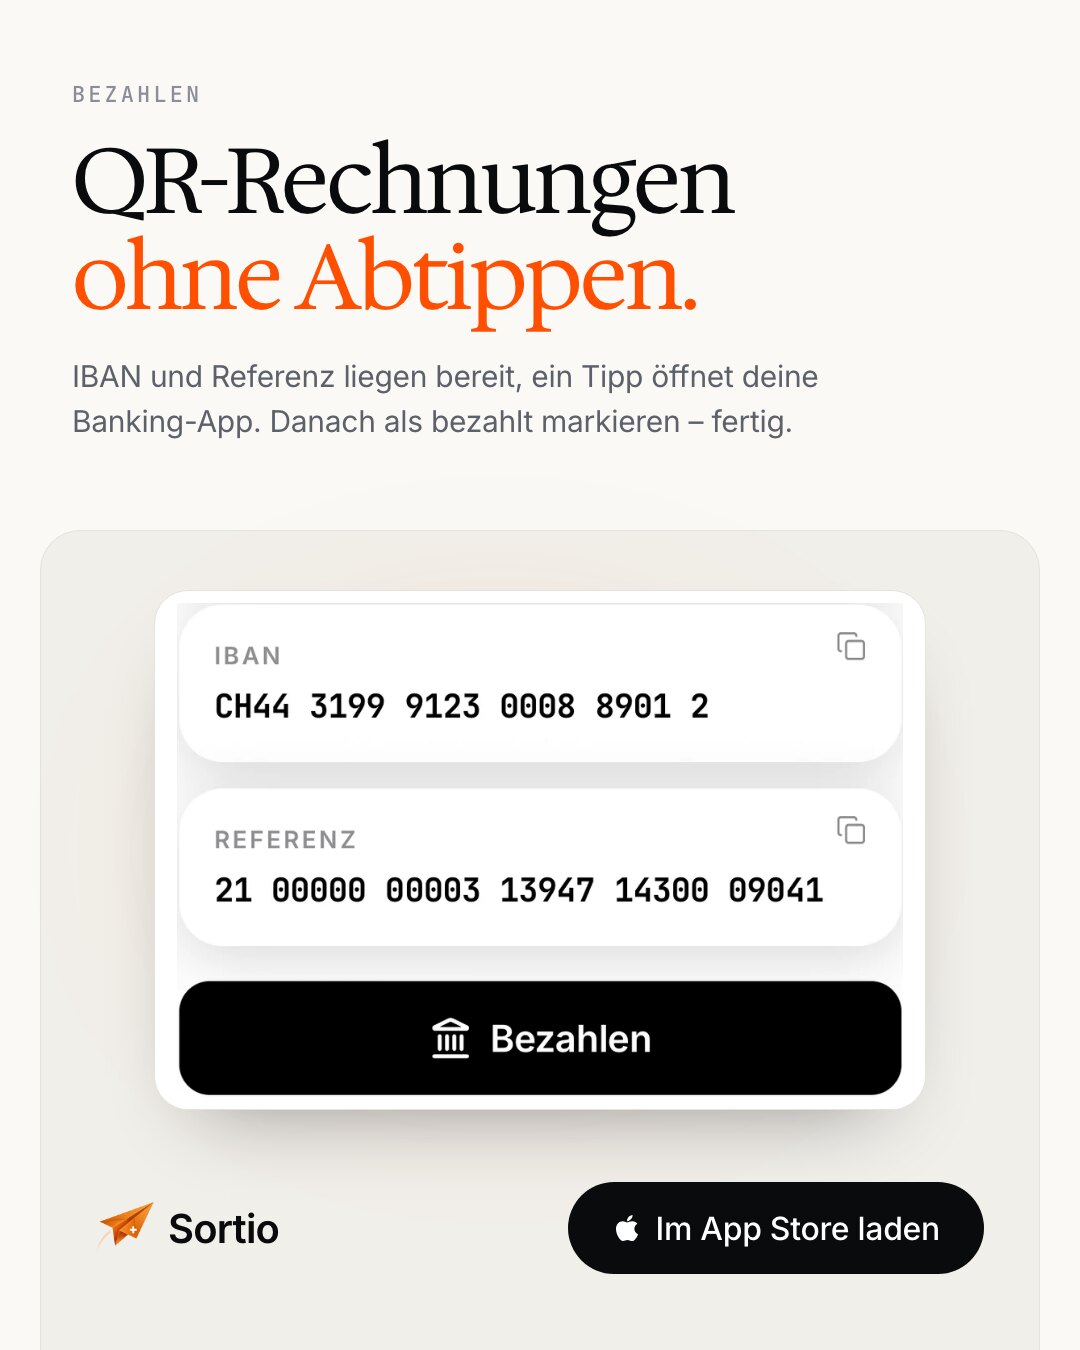 BEZAHLEN
QR-Rechnungen
ohne Abtippen.
IBAN und Referenz liegen bereit, ein Tipp öffnet deine
Banking-App. Danach als bezahlt markieren – fertig.
IBAN
CH44 3199 9123 0008 8901 2
REFERENZ
21 00000 00003 13947 14300 09041
Bezahlen
Sortio
Im App Store laden